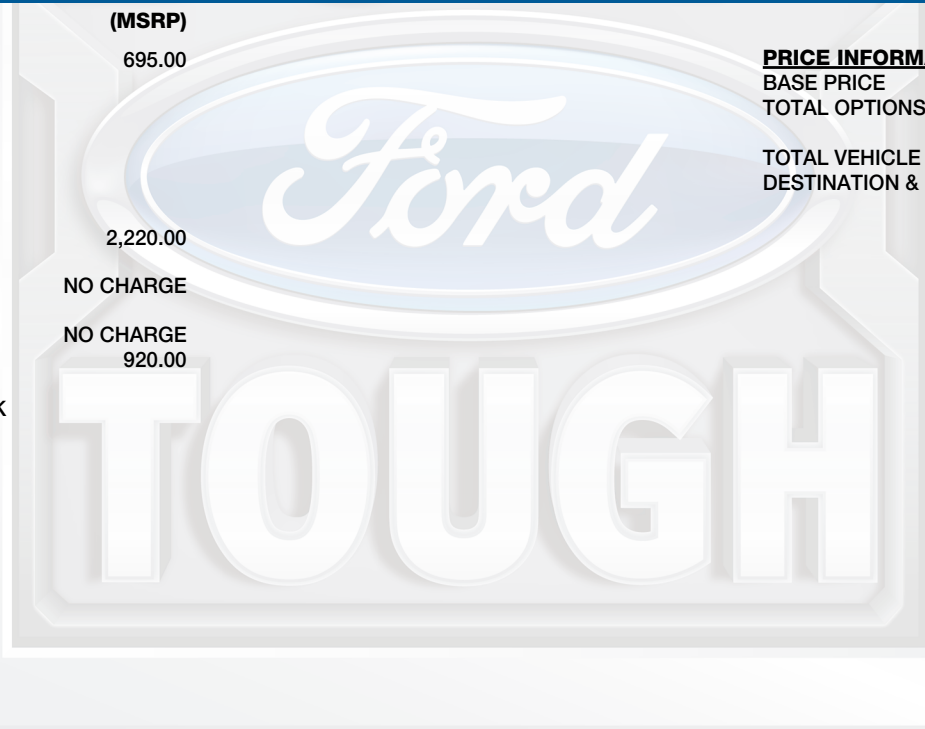 (MSRP)
695.00
2,220.00
NO CHARGE
NO CHARGE
920.00
K
PRICE INFORMA
BASE PRICE
TOTAL OPTIONS
TOTAL VEHICLE
DESTINATION &
Ford
TOUGH